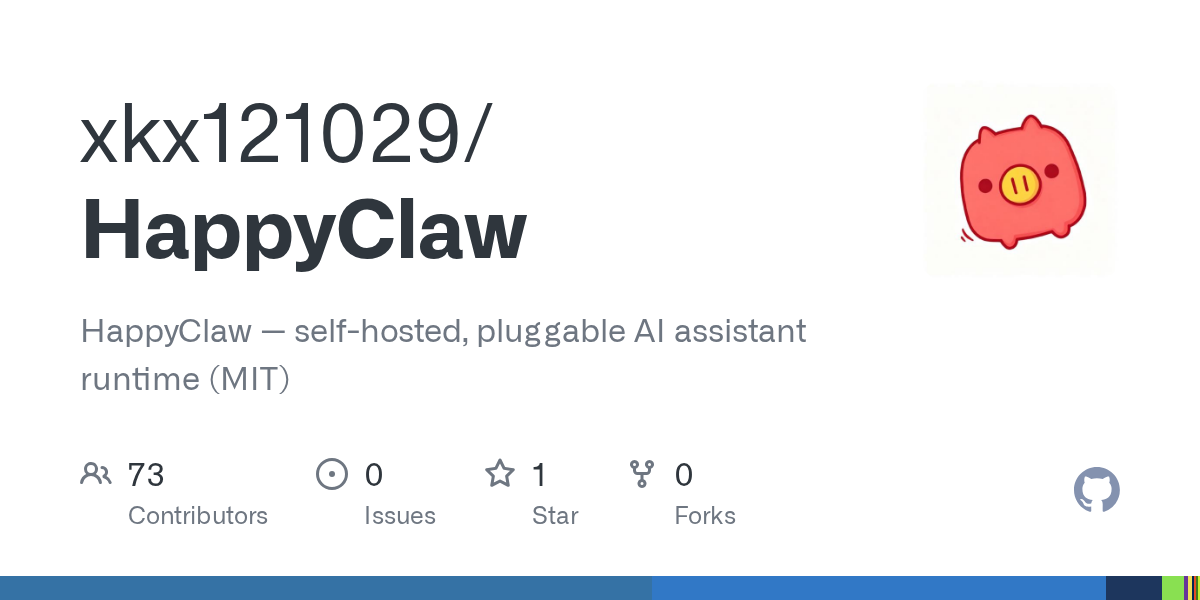 xkx121029/
HappyClaw
HappyClaw — self-hosted, pluggable AI assistant
runtime (MIT)
73
Contributors
0
Issues
1
Star
0
Forks